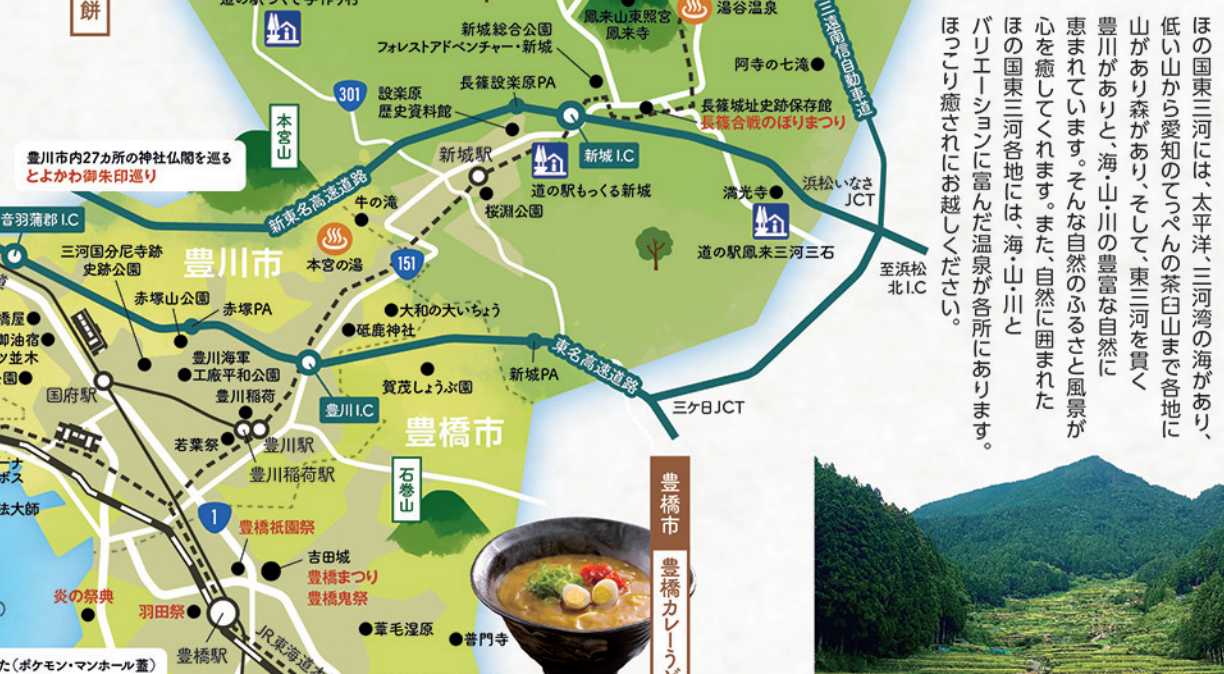 ほの国東三河には、太平洋、三河湾の海があり、
低い山から愛知のてっぺんの茶臼山まで各地に
山があり森があり、そして、東三河を貫く
豊川がありと、海・山・川の豊富な自然に
恵まれています。そんな自然のふるさと風景が
心を癒してくれます。また、自然に囲まれた
ほの国東三河各地には、海・山・川と
バリエーションに富んだ温泉が各所にあります。
ほっこり癒されにお越しください。
餅
鳳来山東照宮
鳳来寺
湯谷温泉
三遠南信自動車道
新城総合公園
フォレストアドベンチャー・新城
阿寺の七滝
301
設楽原
歴史資料館
長篠設楽原PA
長篠城址史跡保存館
長篠合戦のぼりまつり
本宮山
豊川市内27カ所の神社仏閣を巡る
とよかわ御朱印巡り
新城駅
新城I.C
道の駅もっくる新城
桜淵公園
満光寺
浜松いなさ
JCT
道の駅鳳来三河三石
至浜松
北I.C
新東名高速道路
牛の滝
本宮の湯
音羽蒲郡I.C
豊川市
三河国分尼寺跡
史跡公園
151
赤塚山公園
赤塚PA
大和の大いちょう
砥鹿神社
橋屋
御油宿
ツ並木
園
豊川海軍
工廠平和公園
賀茂しょうぶ園
新城PA
東名高速道路
三ケ日JCT
国府駅
豊川稲荷
豊川I.C
豊橋市
若葉祭
豊川駅
豊川稲荷駅
石巻山
ーナ
ボス
法大師
1
豊橋祇園祭
吉田城
豊橋まつり
豊橋鬼祭
炎の祭典
羽田祭
豊橋駅
JR東海道本
葦毛湿原
普門寺
豊橋市
豊橋カレーうど
た(ポケモン・マンホール蓋)